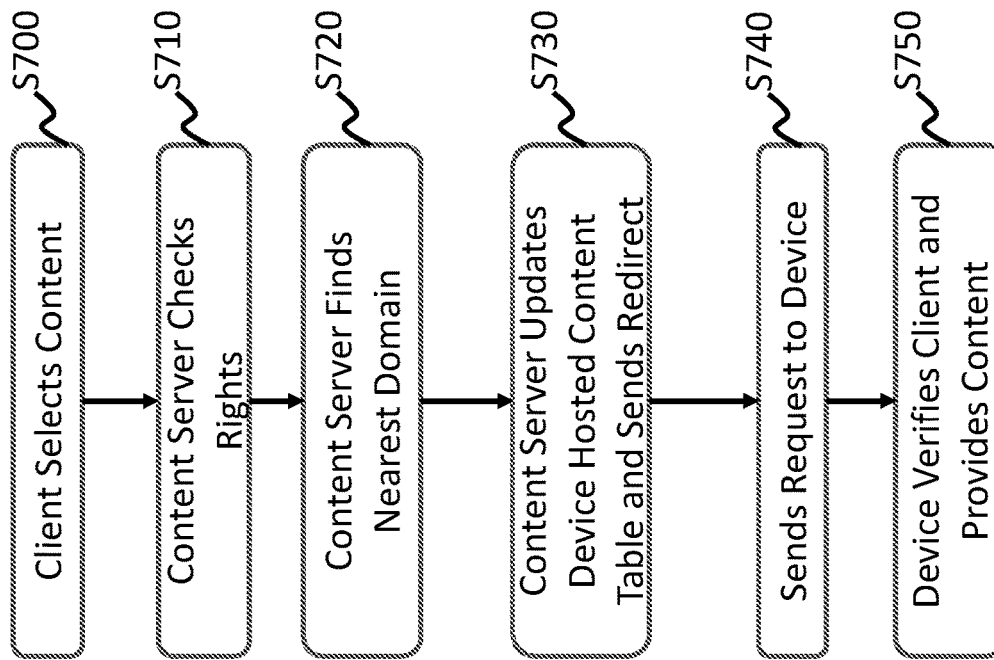 S700
Client Selects Content
S710
Content Server Checks
Rights
S720
Content Server Finds
Nearest Domain
S730
Content Server Updates
Device Hosted Content
Table and Sends Redirect
S740
Sends Request to Device
S750
Device Verifies Client and
Provides Content